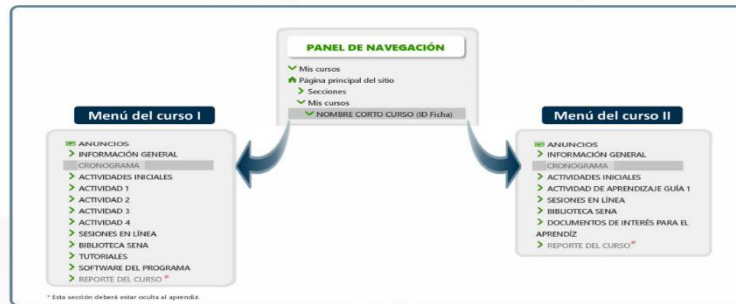 PANEL DE NAVEGACIÓN
Mis cursos
Página principal del sitio
Secciones
Mis cursos
NOMBRE CORTO CURSO (ID Ficha)
Menú del curso I
ANUNCIOS
INFORMACIÓN GENERAL
CRONOGRAMA
ACTIVIDADES INICIALES
ACTIVIDAD 1
ACTIVIDAD 2
ACTIVIDAD 3
ACTIVIDAD 4
SESIONES EN LÍNEA
BIBLIOTECA SENA
TUTORIALES
SOFTWARE DEL PROGRAMA
REPORTE DEL CURSO *
* Esta sección deberá estar oculta al aprendiz.
Menú del curso II
ANUNCIOS
INFORMACIÓN GENERAL
CRONOGRAMA
ACTIVIDADES INICIALES
ACTIVIDAD DE APRENDIZAJE GUÍA 1
SESIONES EN LÍNEA
BIBLIOTECA SENA
DOCUMENTOS DE INTERÉS PARA EL
APRENDÍZ
REPORTE DEL CURSO *